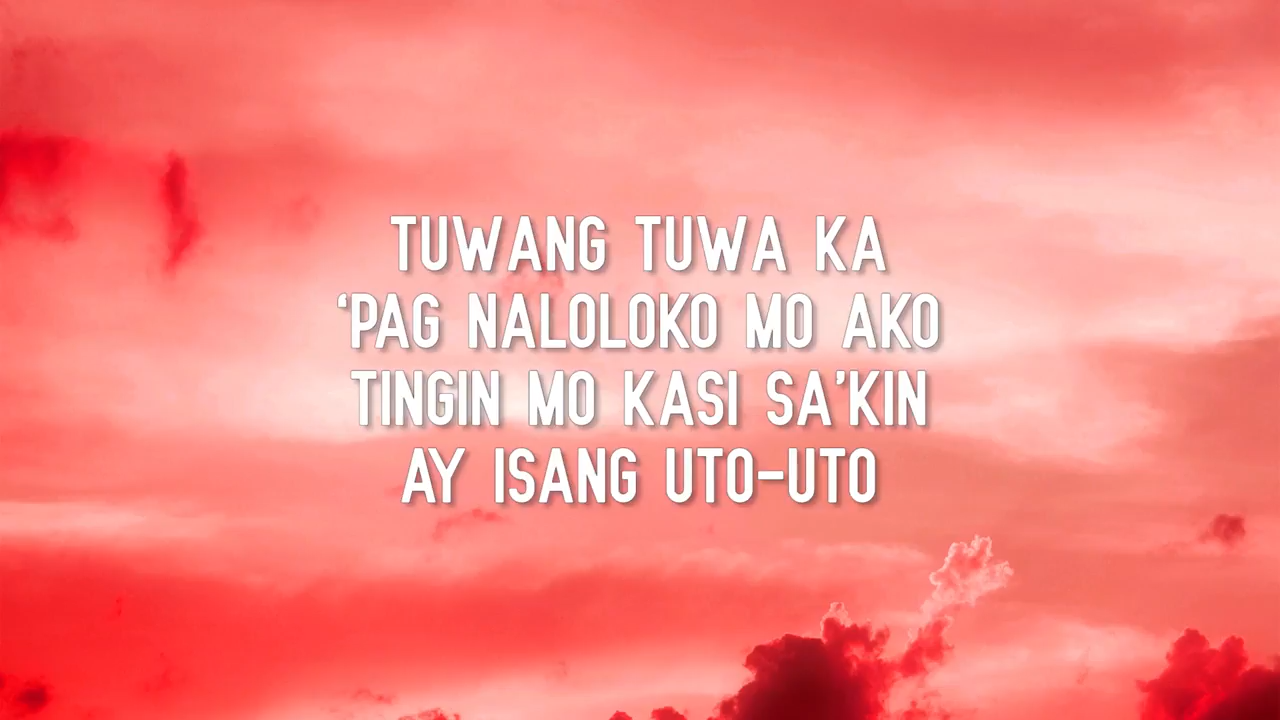 TUWANG TUWA KA
‘PAG NALOLOKO MO AKO
TINGIN MO KASI SA’KIN
AY ISANG UTO-UTO